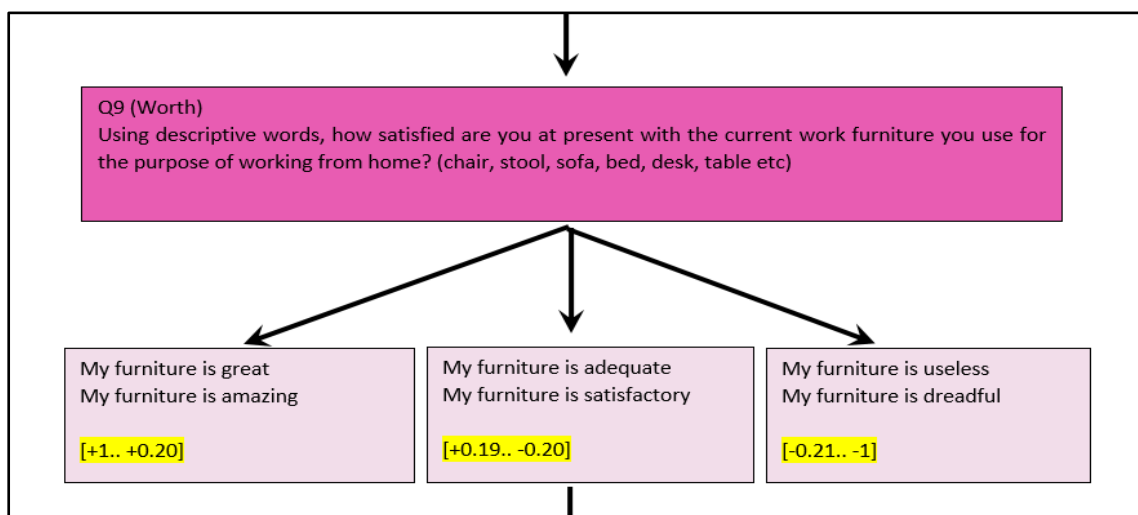 Q9 (Worth)
Using descriptive words, how satisfied are you at present with the current work furniture you use for
the purpose of working from home? (chair, stool, sofa, bed, desk, table etc)
My furniture is great
My furniture is amazing
[+1.. +0.20]
My furniture is adequate
My furniture is satisfactory
[+0.19.. -0.20]
My furniture is useless
My furniture is dreadful
[-0.21.. -1]